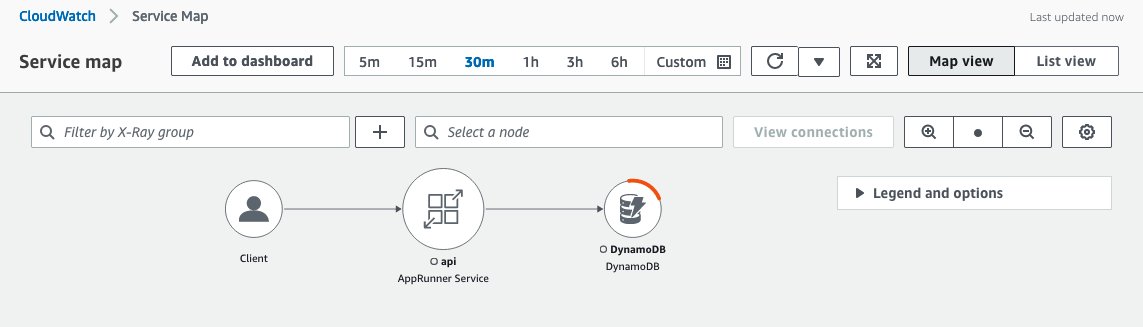 CloudWatch
Service Map
Last updated now
Service map
Add to dashboard
5m
15m
30m
1h
3h
6h
Custom
Map view
List view
Filter by X-Ray group
Select a node
View connections
Legend and options
Client
api
AppRunner Service
DynamoDB
DynamoDB